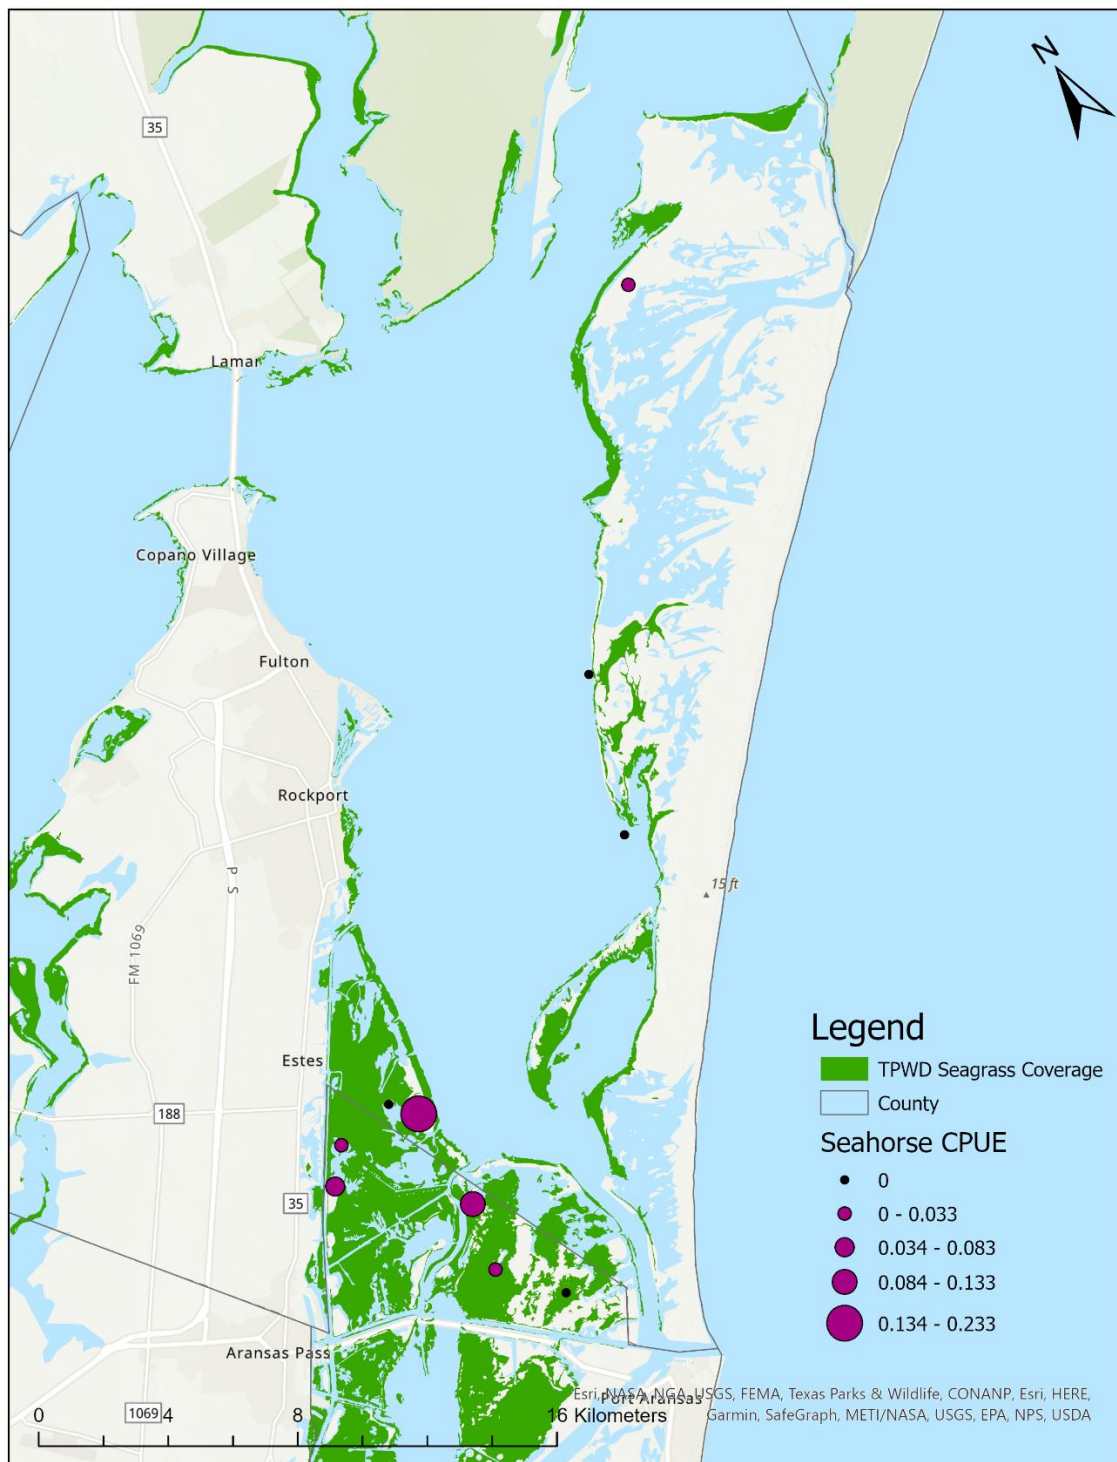 N
35
Lamar
Copano Village
Fulton
Rockport
P S
15 ft
FM 1069
Estes
188
35
Aransas Pass
Port Aransas
1069
0 4 8 16 Kilometers
Legend
TPWD Seagrass Coverage
County
Seahorse CPUE
0
0 - 0.033
0.034 - 0.083
0.084 - 0.133
0.134 - 0.233
Esri, NASA, NGA, USGS, FEMA, Texas Parks & Wildlife, CONANP, Esri, HERE,
Garmin, SafeGraph, METI/NASA, USGS, EPA, NPS, USDA